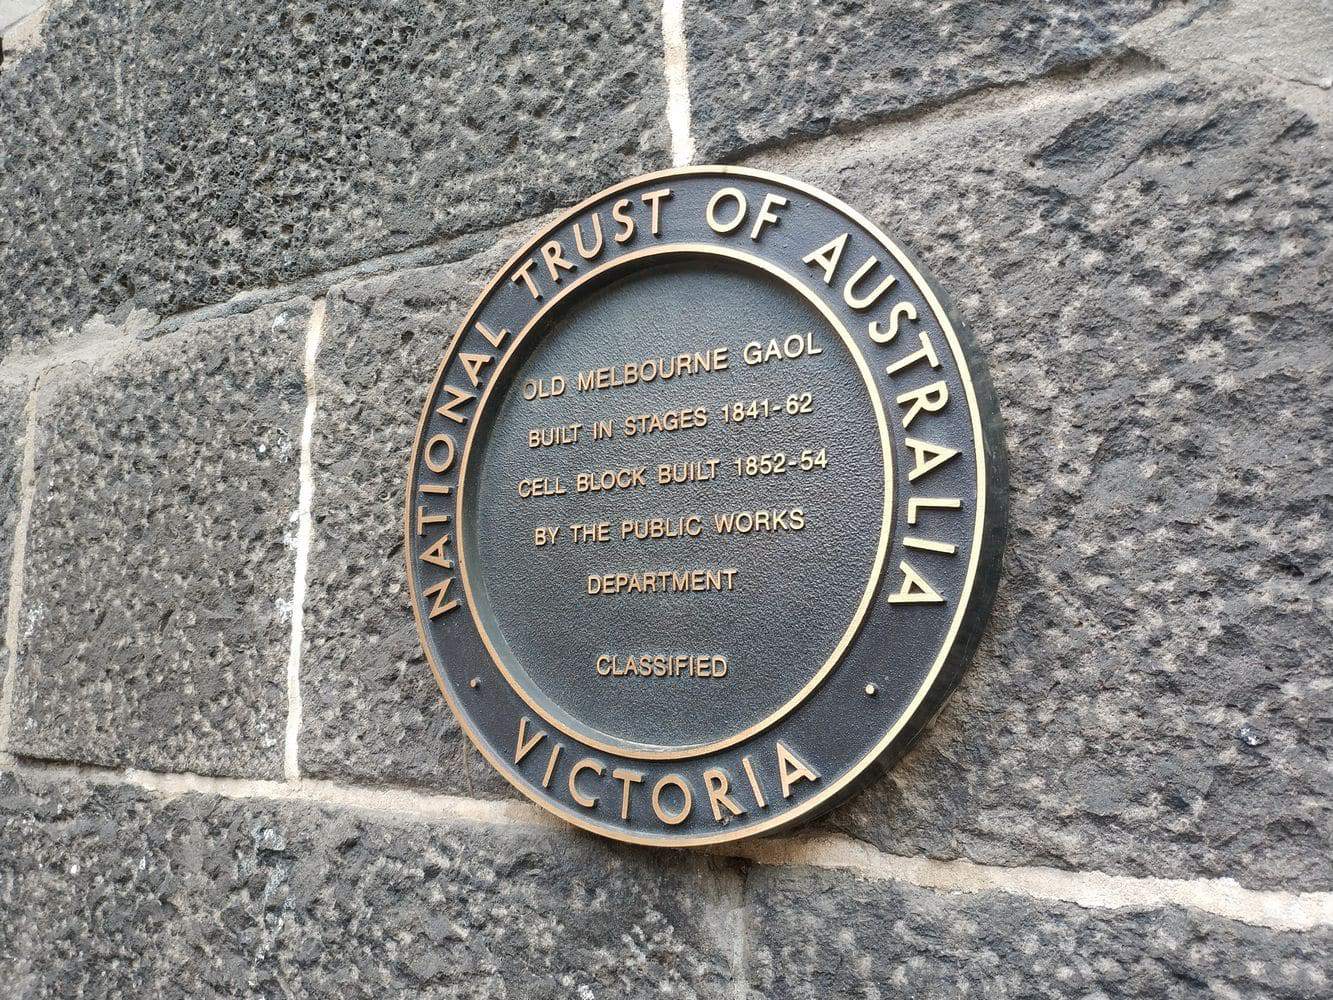 NATIONAL TRUST OF AUSTRALIA
OLD MELBOURNE GAOL
BUILT IN STAGES 1841-62
CELL BLOCK BUILT 1852-54
BY THE PUBLIC WORKS
DEPARTMENT
CLASSIFIED
VICTORIA